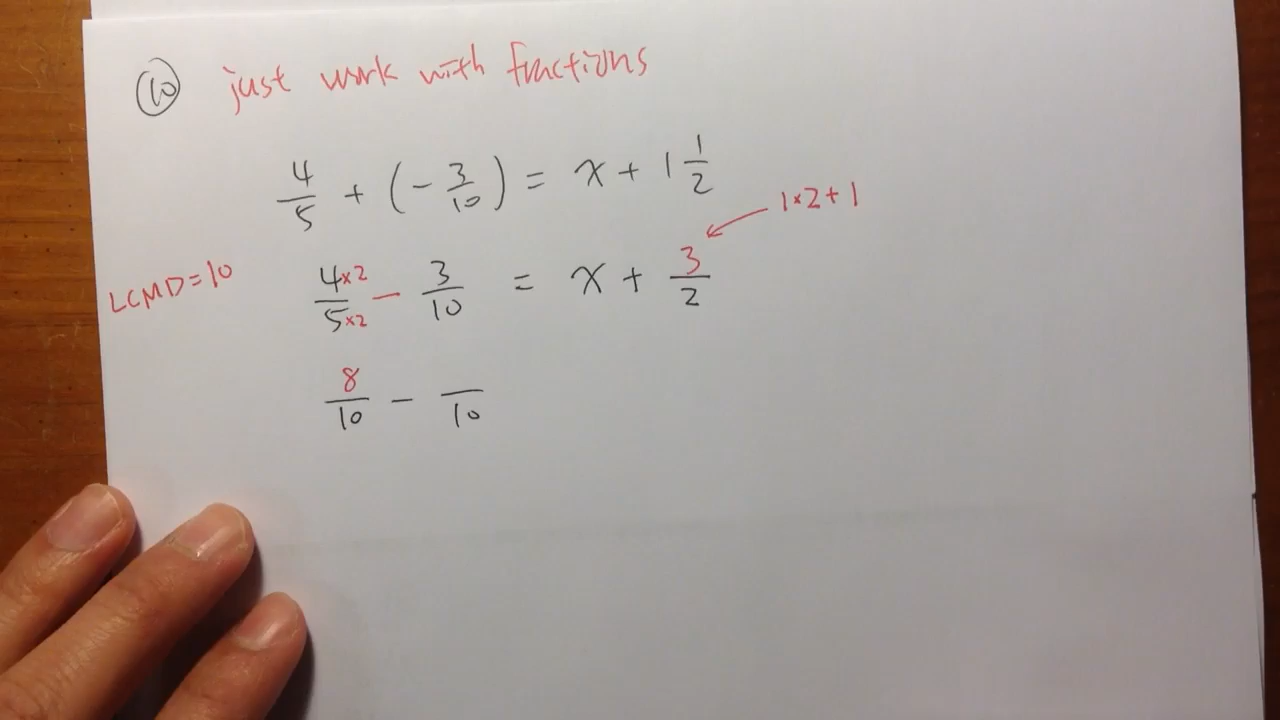 10 just work with fractions
4/5 + (- 3/10) = x + 1 1/2
1×2+1
LCMD=10 4×2/5×2 - 3/10 = x + 3/2
8/10 - /10